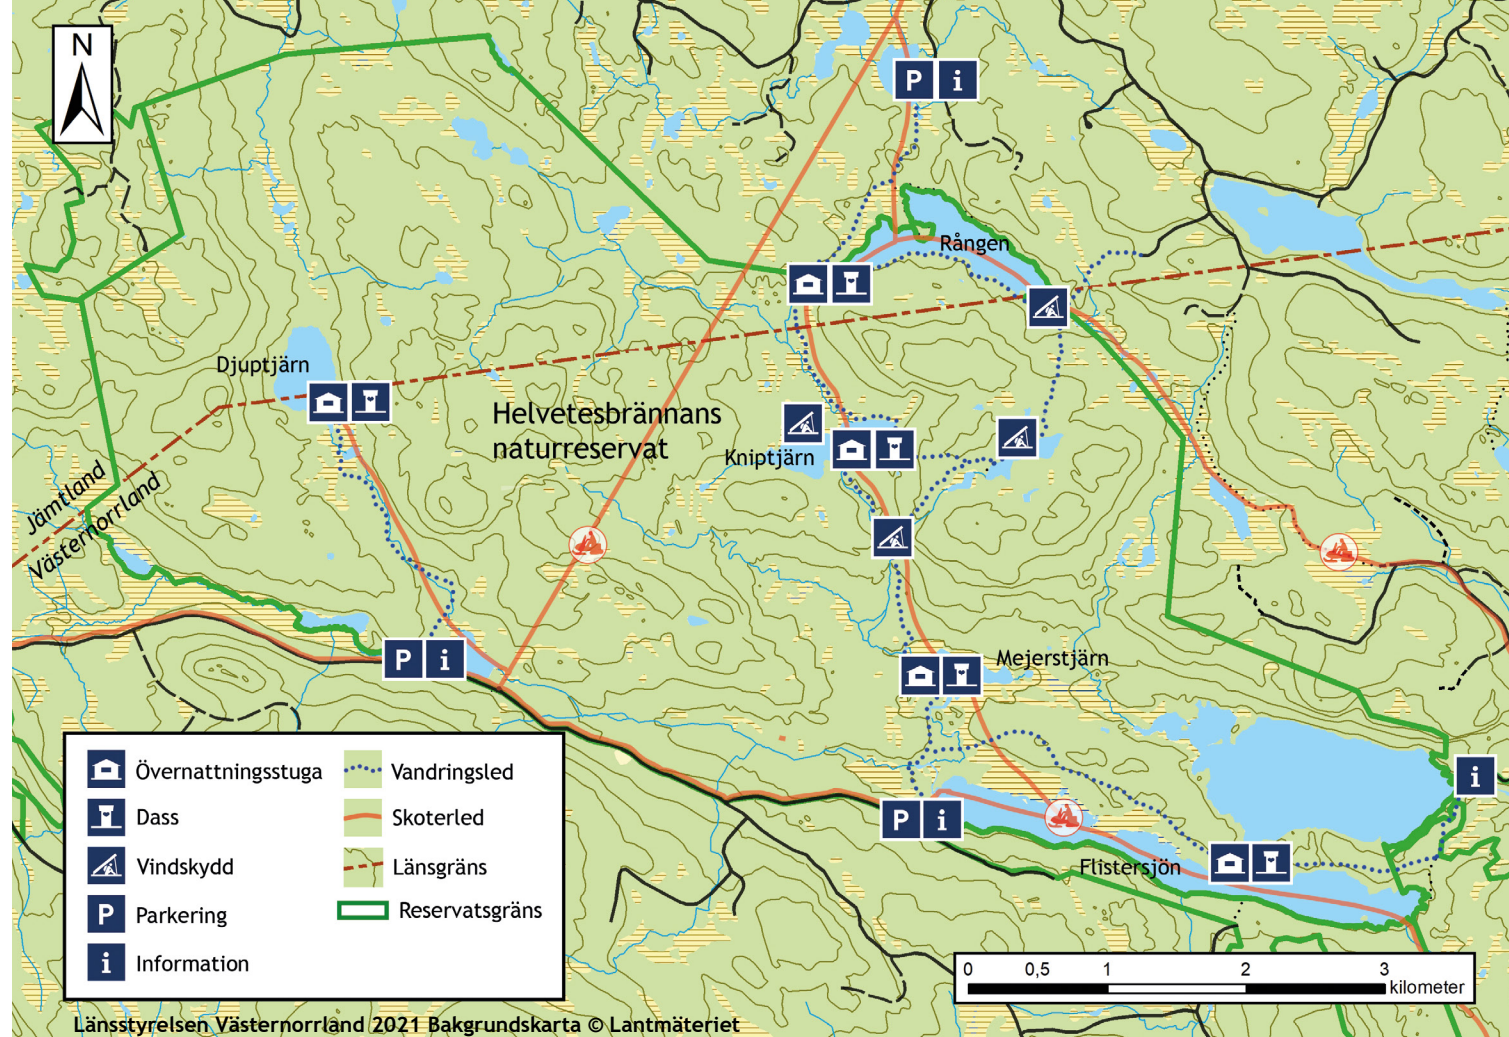 N
P i
Rången
Djuptjärn
Helvetesbrännans
naturreservat
Kniptjärn
Jämtland
Västernorrland
P i
Mejerstjärn
i
P i
Flistersjön
Övernattningsstuga
Dass
Vindskydd
P Parkering
i Information
Vandringsled
Skoterled
Länsgräns
Reservatsgräns
0 0,5 1 2 3
kilometer
Länsstyrelsen Västernorrland 2021 Bakgrundskarta © Lantmäteriet